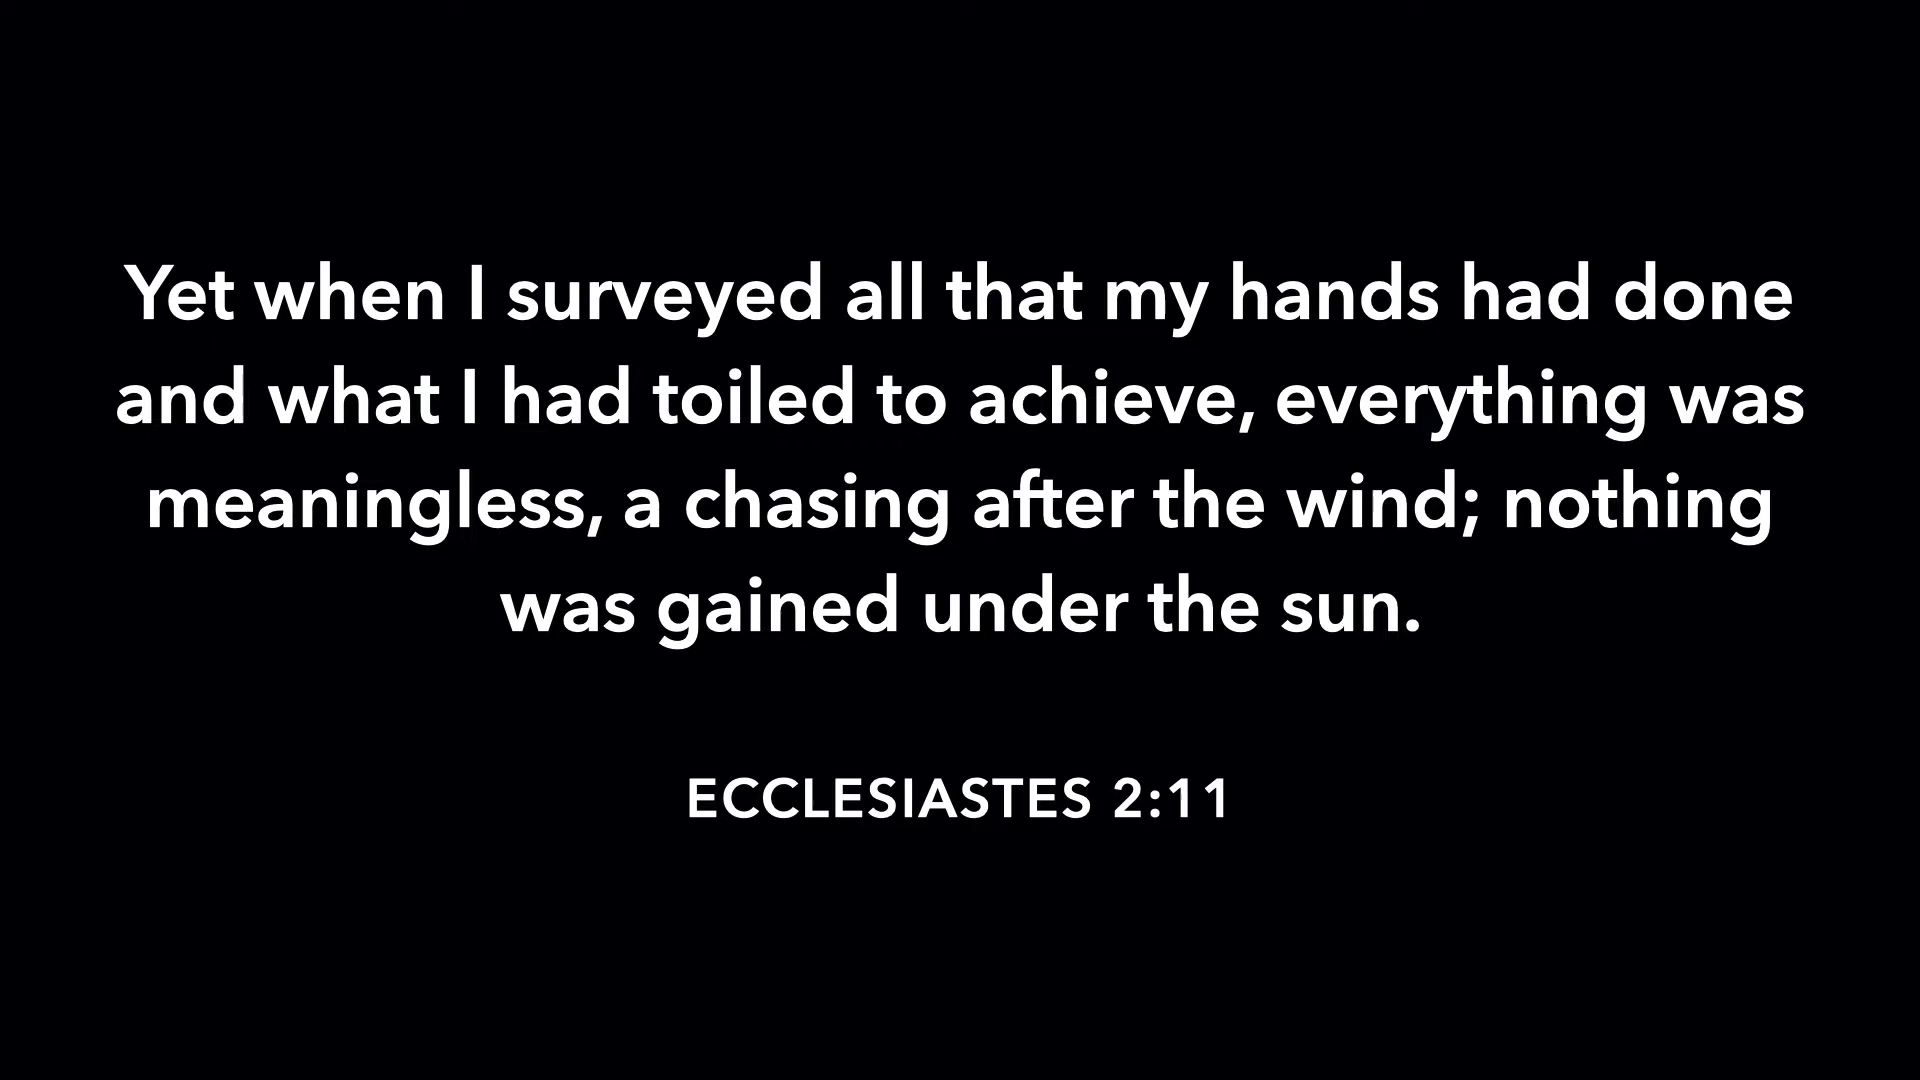 Yet when I surveyed all that my hands had done
and what I had toiled to achieve, everything was
meaningless, a chasing after the wind; nothing
was gained under the sun.
ECCLESIASTES 2:11